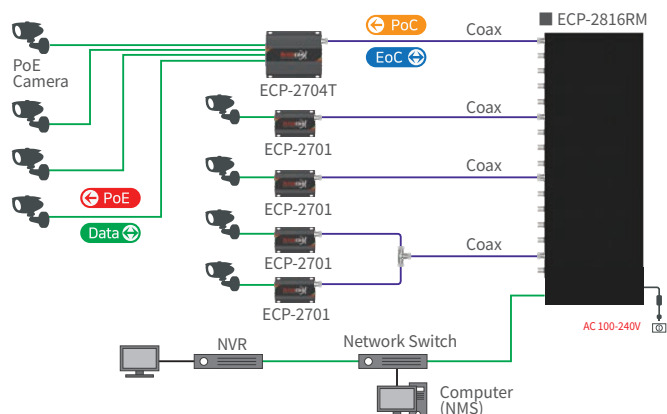 ECP-2816RM
PoC
Coax
EoC
PoE
Camera
ECP-2704T
Coax
ECP-2701
Coax
ECP-2701
PoE
Data
ECP-2701
Coax
ECP-2701
AC 100-240V
NVR
Network Switch
Computer
(NMS)